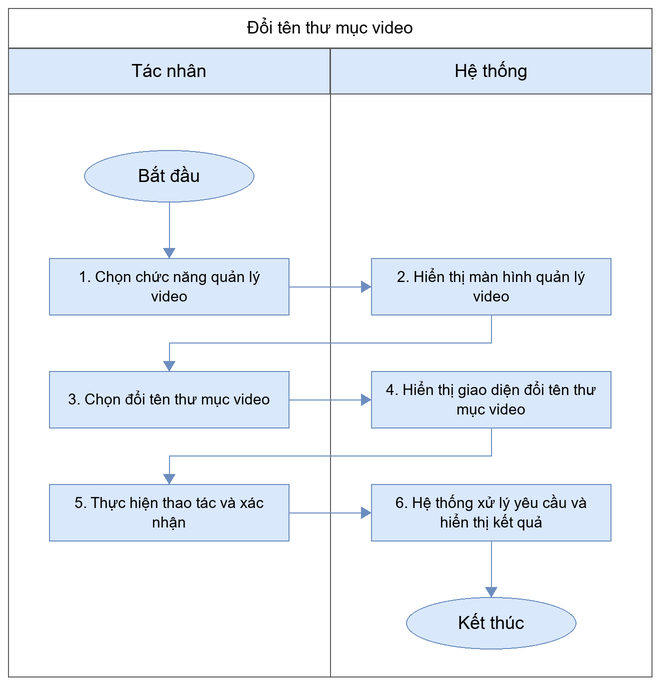 Đổi tên thư mục video
Tác nhân
Hệ thống
Bắt đầu
1. Chọn chức năng quản lý
video
2. Hiển thị màn hình quản lý
video
3. Chọn đổi tên thư mục video
4. Hiển thị giao diện đổi tên thư
mục video
5. Thực hiện thao tác và xác
nhận
6. Hệ thống xử lý yêu cầu và
hiển thị kết quả
Kết thúc